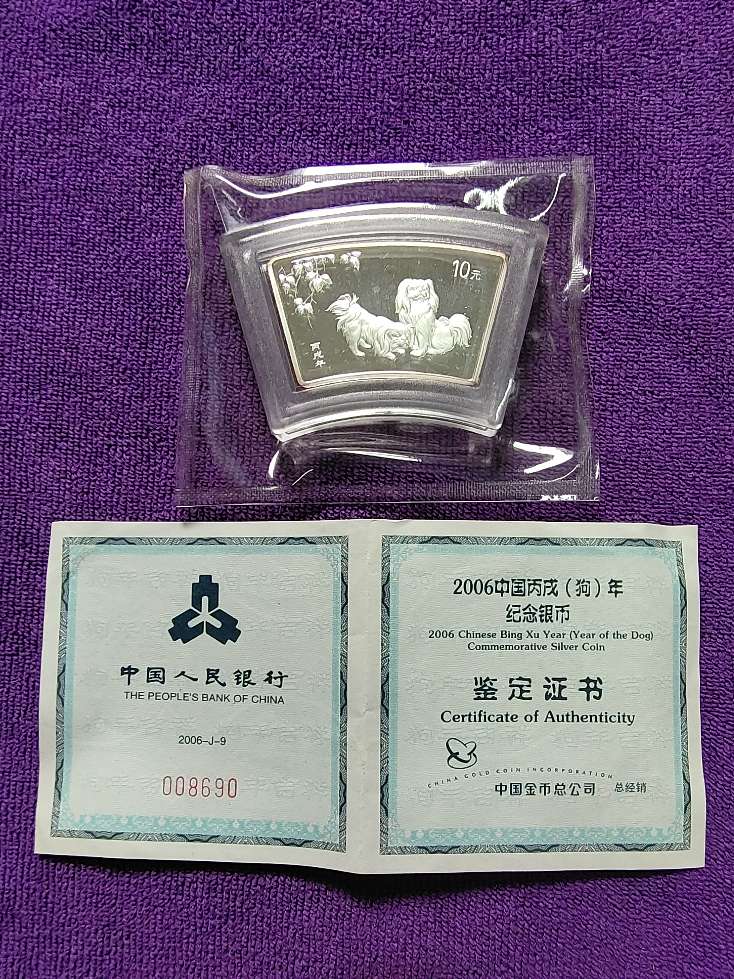 10元
丙戌年
中国人民银行
THE PEOPLE'S BANK OF CHINA
2006-J-9
008690
2006中国丙戌(狗)年
纪念银币
2006 Chinese Bing Xu Year (Year of the Dog)
Commemorative Silver Coin
鉴定证书
Certificate of Authenticity
CHINA GOLD COIN INCORPORATION
中国金币总公司 总经销